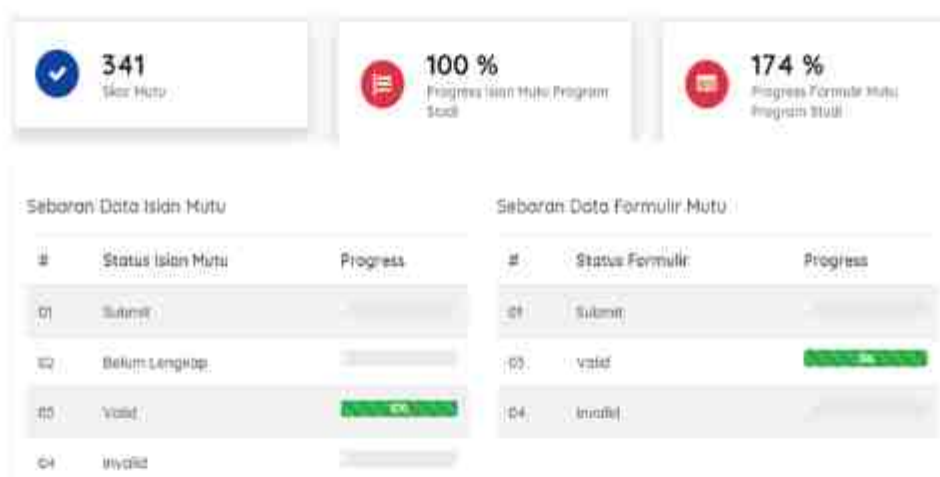 341
Skor Mutu
100 %
Progress Isian Mutu Program
Studi
174 %
Progress Formulir Mutu
Program Studi
Sebaran Data Isian Mutu
# Status Isian Mutu Progress
01 Submit
02 Belum Lengkap
03 Valid 100
04 Invalid
Sebaran Data Formulir Mutu
# Status Formulir Progress
01 Submit
03 Valid
04 Invalid